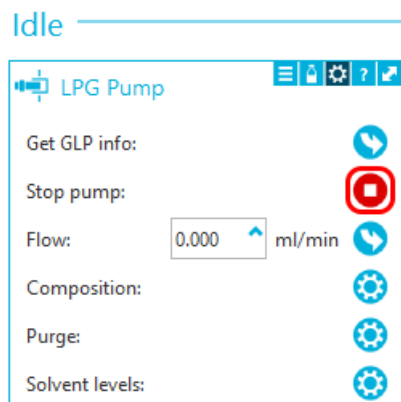 Idle
LPG Pump
?
Get GLP info:
Stop pump:
Flow: 0.000 ml/min
Composition:
Purge:
Solvent levels: